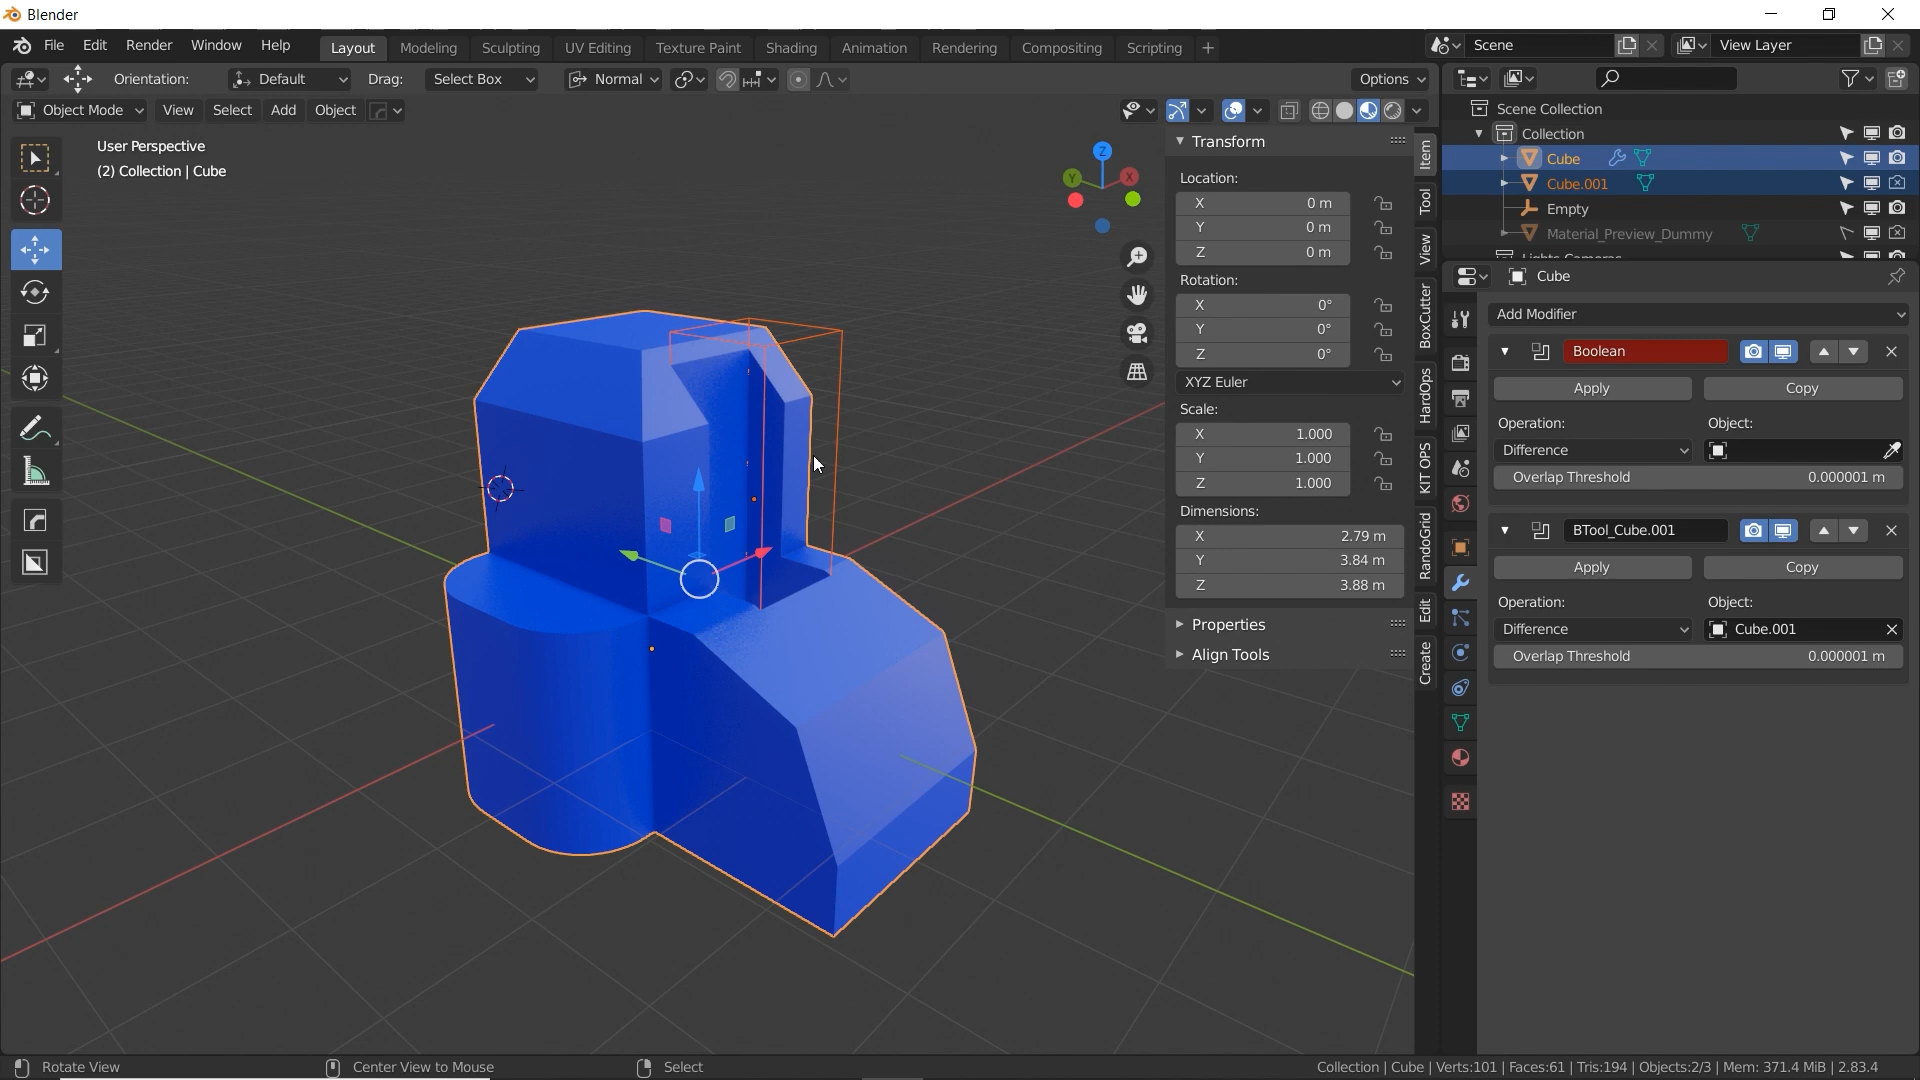 Blender
File Edit Render Window Help Layout Modeling Sculpting UV Editing Texture Paint Shading Animation Rendering Compositing Scripting + Scene View Layer
Orientation: Default Drag: Select Box Normal Options
Object Mode View Select Add Object
User Perspective
(2) Collection | Cube
Z
Y
X
Transform
Location:
X 0 m
Y 0 m
Z 0 m
Rotation:
X 0°
Y 0°
Z 0°
XYZ Euler
Scale:
X 1.000
Y 1.000
Z 1.000
Dimensions:
X 2.79 m
Y 3.84 m
Z 3.88 m
Properties
Align Tools
Item
Tool
View
BoxCutter
HardOps
KIT OPS
RandoGrid
Edit
Create
Scene Collection
Collection
Cube
Cube.001
Empty
Material_Preview_Dummy
Lights Cameras
Cube
Add Modifier
Boolean
Apply Copy
Operation: Object:
Difference
Overlap Threshold 0.000001 m
BTool_Cube.001
Apply Copy
Operation: Object:
Difference Cube.001
Overlap Threshold 0.000001 m
Rotate View Center View to Mouse Select Collection | Cube | Verts:101 | Faces:61 | Tris:194 | Objects:2/3 | Mem: 371.4 MiB | 2.83.4